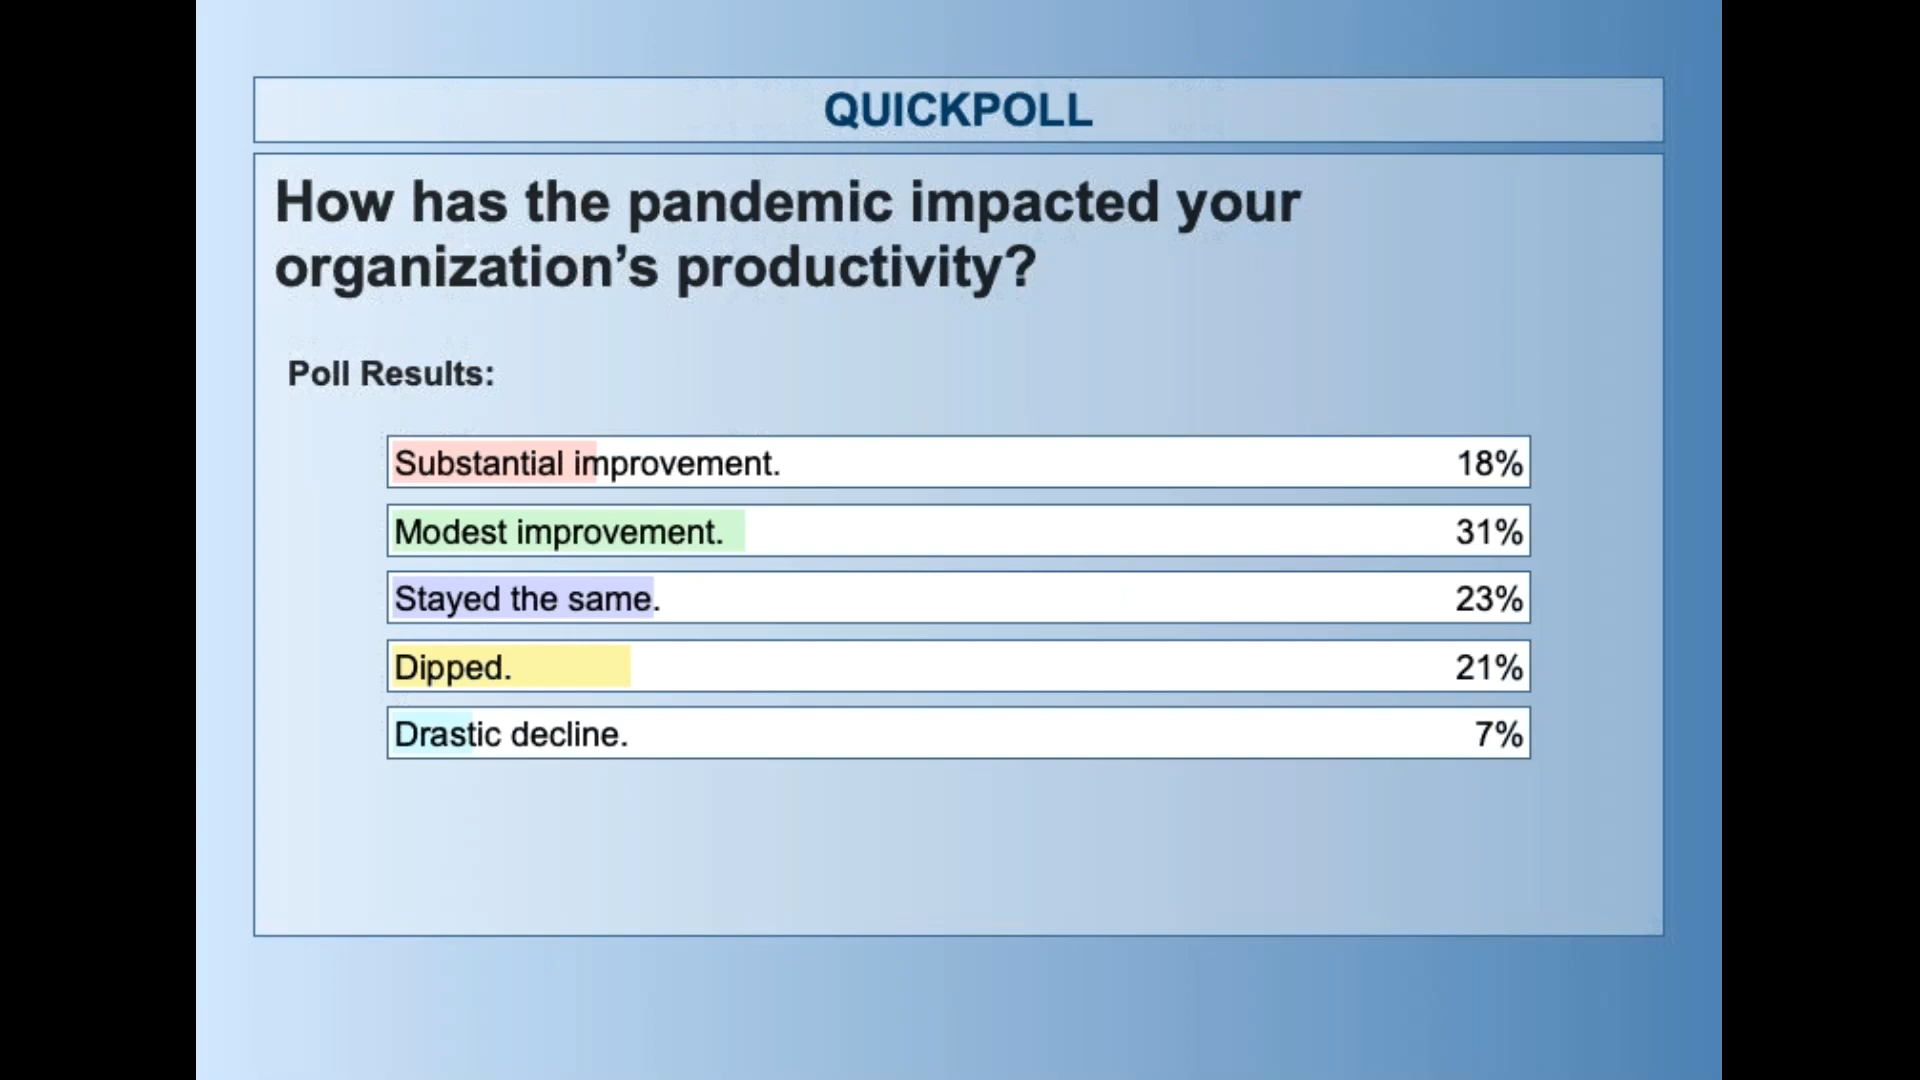 QUICKPOLL
How has the pandemic impacted your
organization’s productivity?
Poll Results:
Substantial improvement. 18%
Modest improvement. 31%
Stayed the same. 23%
Dipped. 21%
Drastic decline. 7%